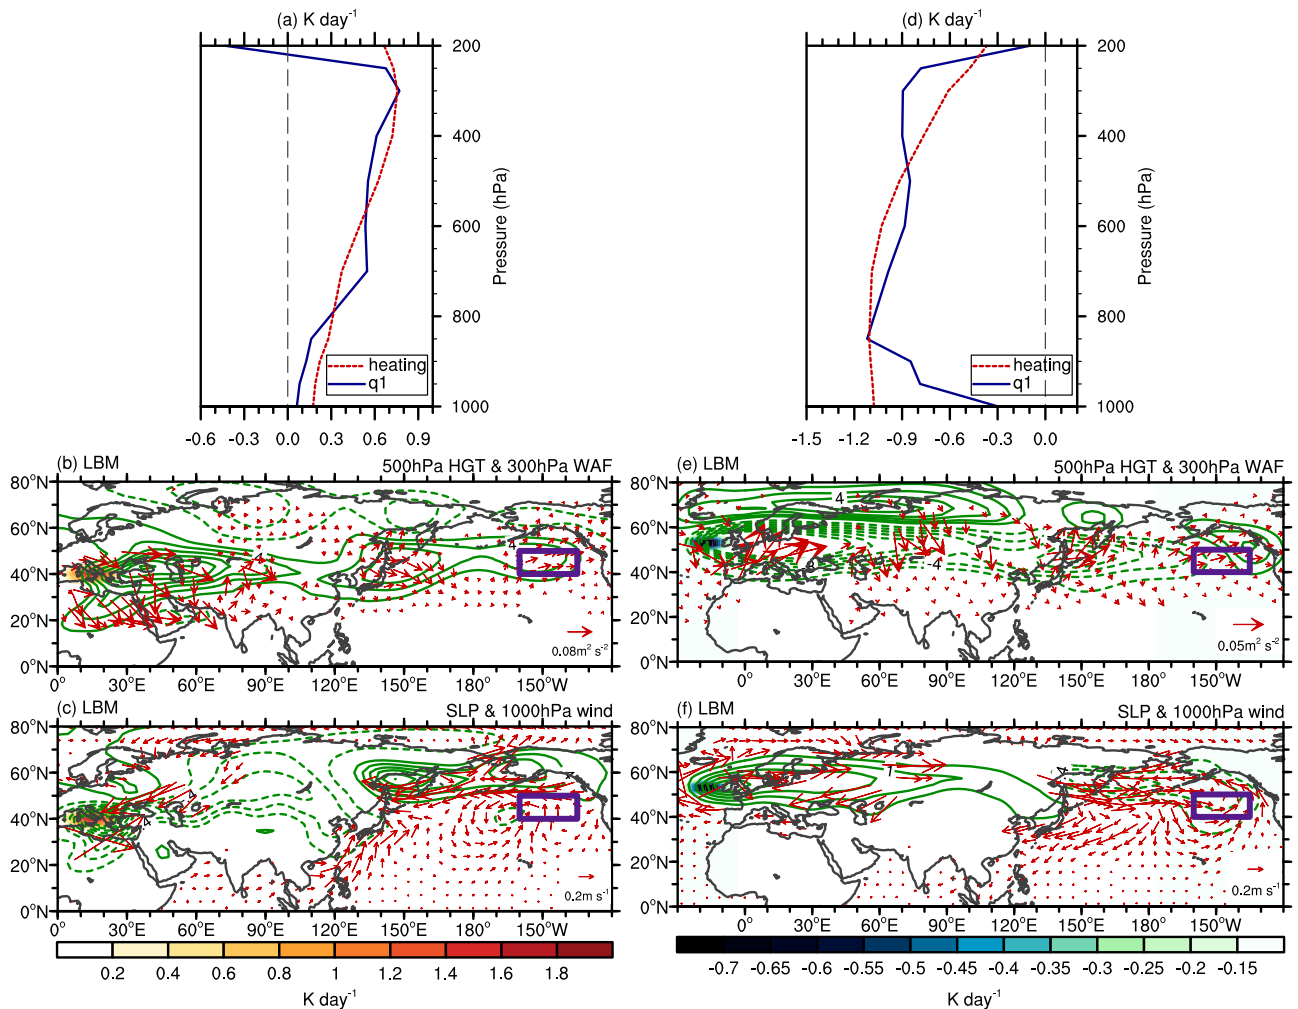 (a) K day-1
200
400
600
800
1000
Pressure (hPa)
heating
q1
-0.6 -0.3 0.0 0.3 0.6 0.9
(d) K day-1
200
400
600
800
1000
Pressure (hPa)
heating
q1
-1.5 -1.2 -0.9 -0.6 -0.3 0.0
(b) LBM 500hPa HGT & 300hPa WAF
80°N
60°N
40°N
20°N
0°N
4
4
0.08m2 s-2
0° 30°E 60°E 90°E 120°E 150°E 180° 150°W
(e) LBM 500hPa HGT & 300hPa WAF
80°N
60°N
40°N
20°N
0°N
4
-4
0.05m2 s-2
0° 30°E 60°E 90°E 120°E 150°E 180° 150°W
(c) LBM SLP & 1000hPa wind
80°N
60°N
40°N
20°N
0°N
0.2m s-1
0° 30°E 60°E 90°E 120°E 150°E 180° 150°W
0.2 0.4 0.6 0.8 1 1.2 1.4 1.6 1.8
K day-1
(f) LBM SLP & 1000hPa wind
80°N
60°N
40°N
20°N
0°N
1
0.2m s-1
0° 30°E 60°E 90°E 120°E 150°E 180° 150°W
-0.7 -0.65 -0.6 -0.55 -0.5 -0.45 -0.4 -0.35 -0.3 -0.25 -0.2 -0.15
K day-1